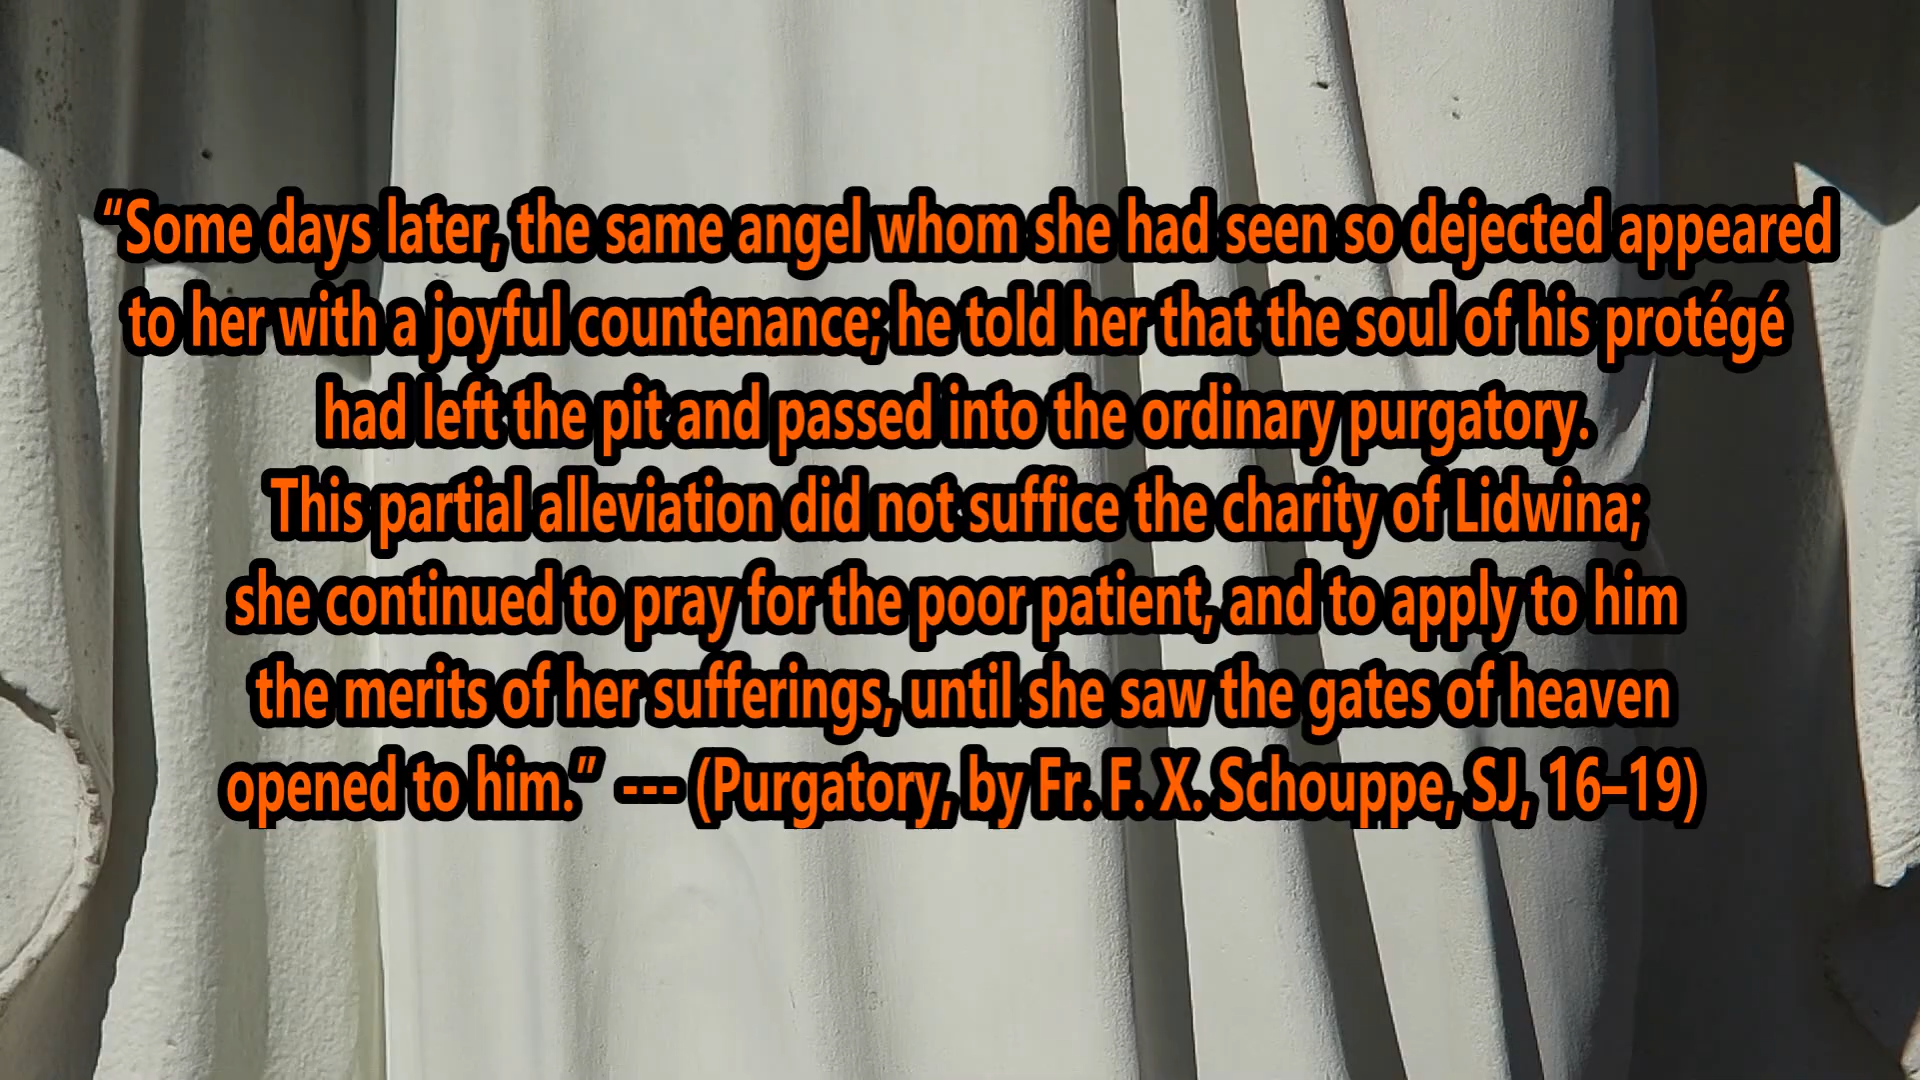 “Some days later, the same angel whom she had seen so dejected appeared
to her with a joyful countenance; he told her that the soul of his protégé
had left the pit and passed into the ordinary purgatory.
This partial alleviation did not suffice the charity of Lidwina;
she continued to pray for the poor patient, and to apply to him
the merits of her sufferings, until she saw the gates of heaven
opened to him.” --- (Purgatory, by Fr. F. X. Schouppe, SJ, 16–19)